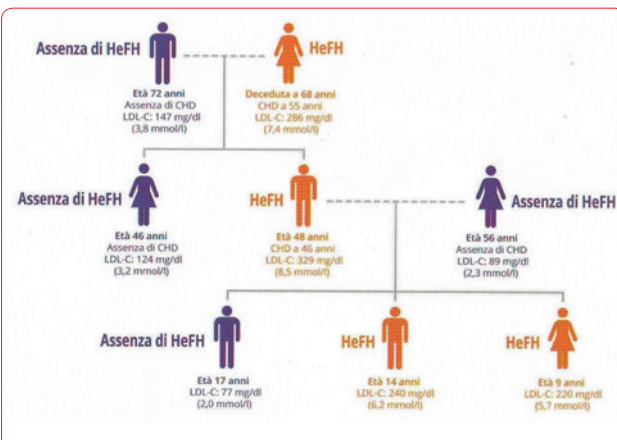 Assenza di HeFH
HeFH
Età 72 anni
Assenza di CHD
LDL-C: 147 mg/dl
(3,8 mmol/l)
Deceduta a 68 anni
CHD a 55 anni
LDL-C: 286 mg/dl
(7,4 mmol/l)
Assenza di HeFH
HeFH
Assenza di HeFH
Età 46 anni
Assenza di CHD
LDL-C: 124 mg/dl
(3,2 mmol/l)
Età 48 anni
CHD a 46 anni
LDL-C: 329 mg/dl
(8,5 mmol/l)
Età 56 anni
Assenza di CHD
LDL-C: 89 mg/dl
(2,3 mmol/l)
Assenza di HeFH
HeFH
HeFH
Età 17 anni
LDL-C: 77 mg/dl
(2,0 mmol/l)
Età 14 anni
LDL-C: 240 mg/dl
(6,2 mmol/l)
Età 9 anni
LDL-C: 220 mg/dl
(5,7 mmol/l)